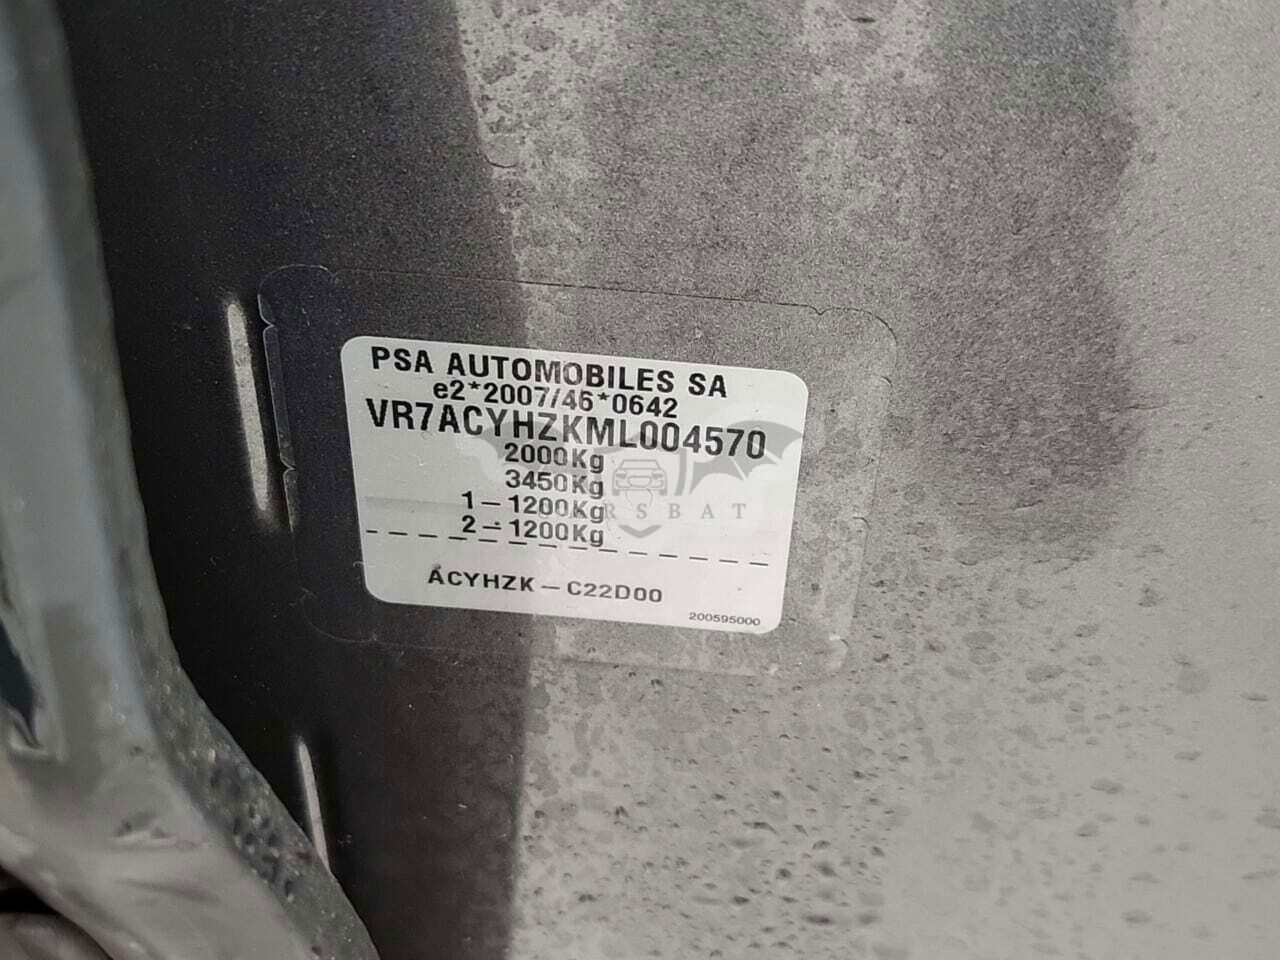 PSA AUTOMOBILES SA
e2*2007/46*0642
VR7ACYHZKML004570
2000Kg
3450Kg
1-1200Kg
2-1200Kg
ACYHZK-C22D00
200595000